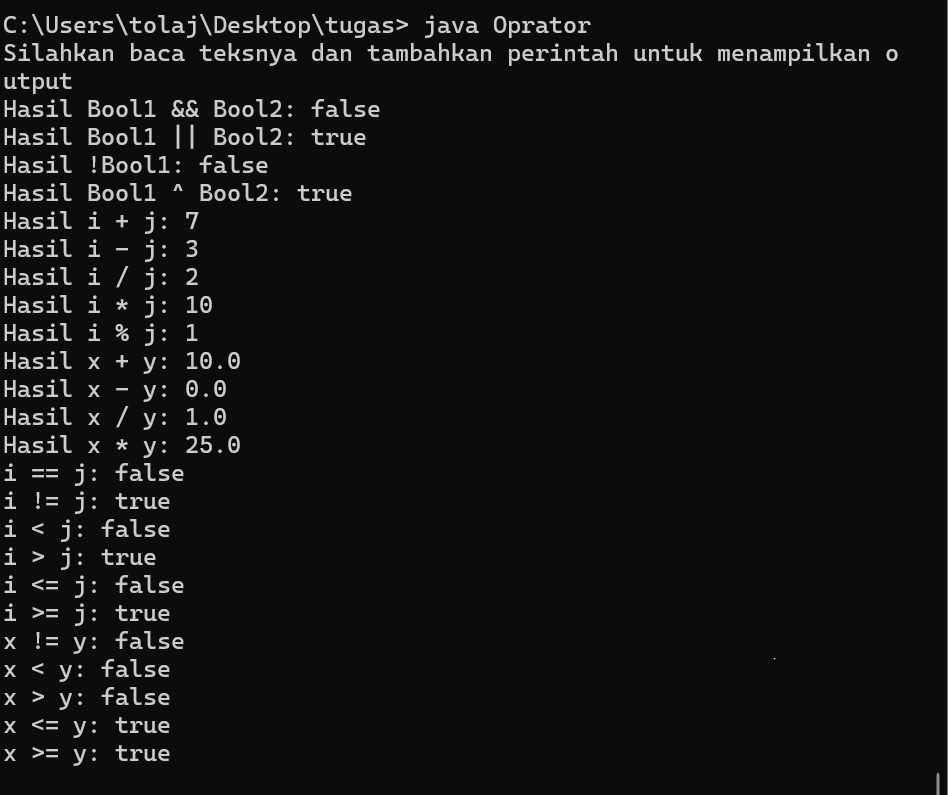 C:\Users\tolaj\Desktop\tugas> java Oprator
Silahkan baca teksnya dan tambahkan perintah untuk menampilkan o
utput
Hasil Bool1 && Bool2: false
Hasil Bool1 || Bool2: true
Hasil !Bool1: false
Hasil Bool1 ^ Bool2: true
Hasil i + j: 7
Hasil i - j: 3
Hasil i / j: 2
Hasil i * j: 10
Hasil i % j: 1
Hasil x + y: 10.0
Hasil x - y: 0.0
Hasil x / y: 1.0
Hasil x * y: 25.0
i == j: false
i != j: true
i < j: false
i > j: true
i <= j: false
i >= j: true
x != y: false
x < y: false
x > y: false
x <= y: true
x >= y: true